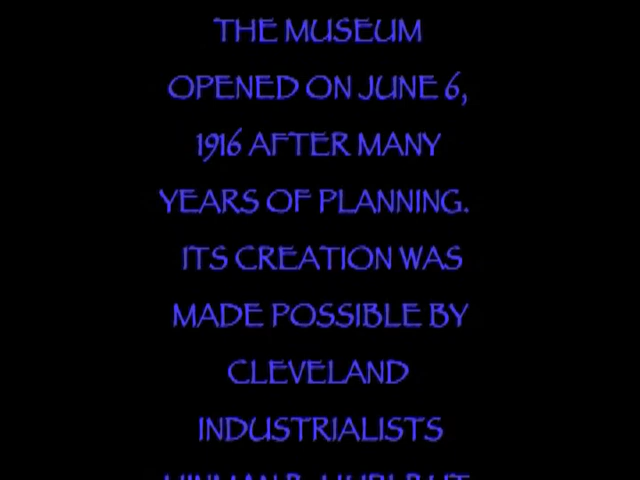 THE MUSEUM
OPENED ON JUNE 6,
1916 AFTER MANY
YEARS OF PLANNING.
ITS CREATION WAS
MADE POSSIBLE BY
CLEVELAND
INDUSTRIALISTS